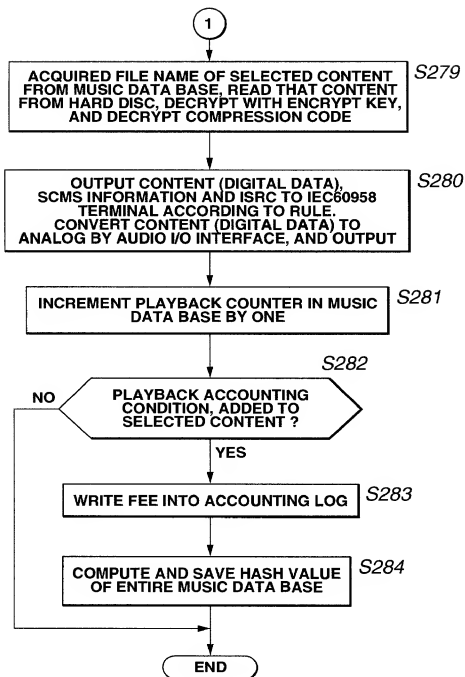 1
ACQUIRED FILE NAME OF SELECTED CONTENT
FROM MUSIC DATA BASE, READ THAT CONTENT
FROM HARD DISC, DECRYPT WITH ENCRYPT KEY,
AND DECRYPT COMPRESSION CODE
S279
OUTPUT CONTENT (DIGITAL DATA),
SCMS INFORMATION AND ISRC TO IEC60958
TERMINAL ACCORDING TO RULE.
CONVERT CONTENT (DIGITAL DATA) TO
ANALOG BY AUDIO I/O INTERFACE, AND OUTPUT
S280
INCREMENT PLAYBACK COUNTER IN MUSIC
DATA BASE BY ONE
S281
S282
NO
PLAYBACK ACCOUNTING
CONDITION, ADDED TO
SELECTED CONTENT ?
YES
WRITE FEE INTO ACCOUNTING LOG
S283
COMPUTE AND SAVE HASH VALUE
OF ENTIRE MUSIC DATA BASE
S284
END